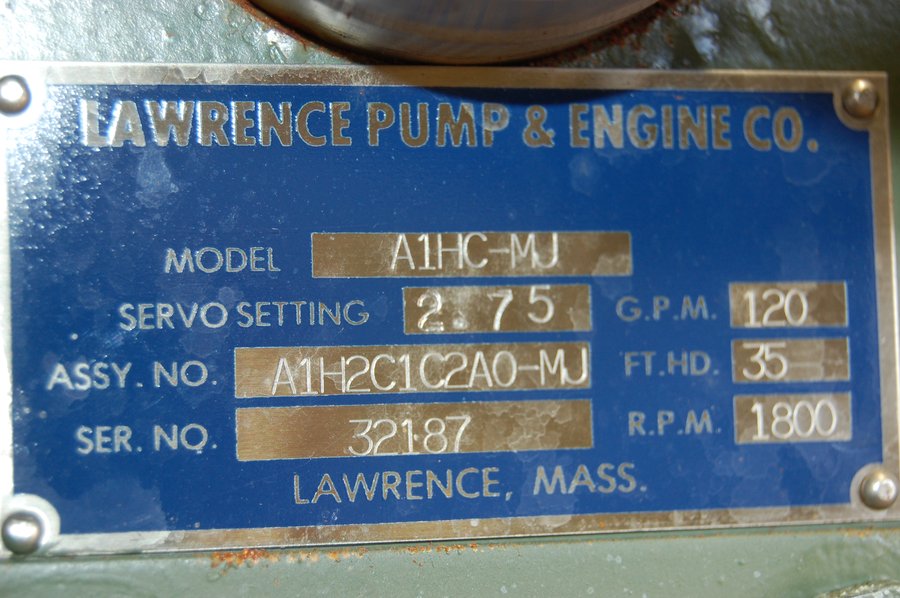 LAWRENCE PUMP & ENGINE CO.
MODEL A1HC-MJ
SERVO SETTING 2.75 G.P.M. 120
ASSY. NO. A1H2C1C2A0-MJ FT.HD. 35
SER. NO. 32187 R.P.M. 1800
LAWRENCE, MASS.